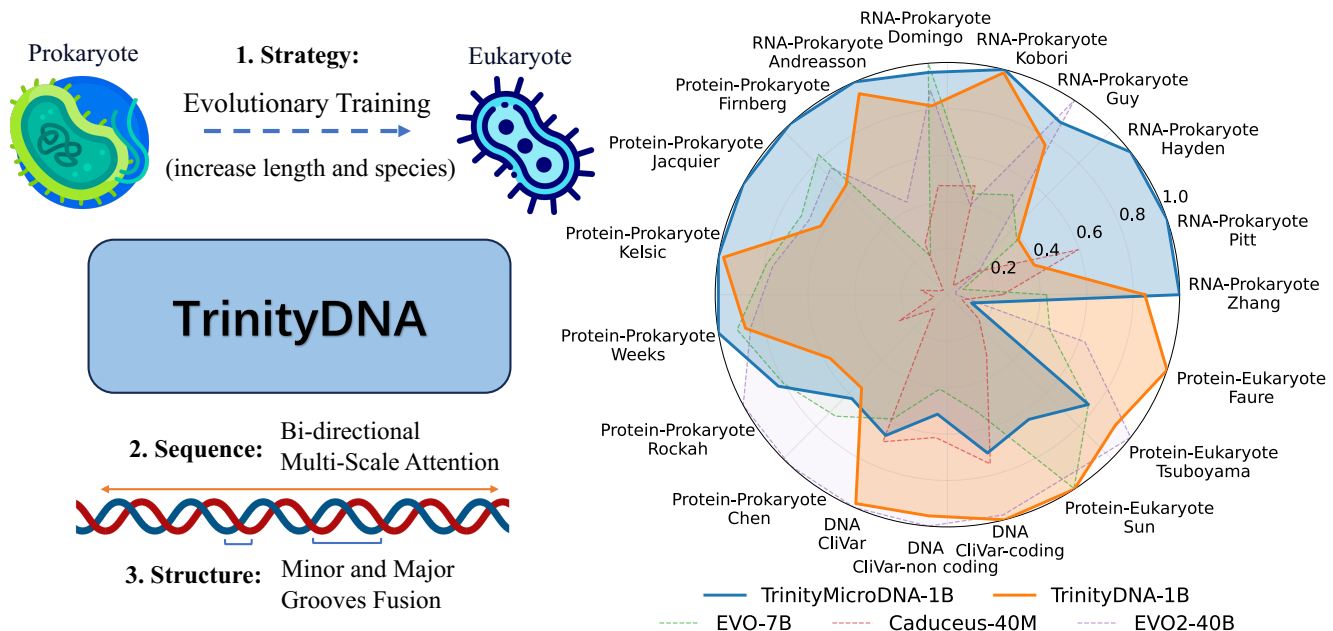 Prokaryote
1. Strategy:
Eukaryote
Evolutionary Training
(increase length and species)
TrinityDNA
2. Sequence:
Bi-directional
Multi-Scale Attention
3. Structure:
Minor and Major
Grooves Fusion
RNA-Prokaryote
Domingo
RNA-Prokaryote
Kobori
RNA-Prokaryote
Guy
RNA-Prokaryote
Hayden
RNA-Prokaryote
Pitt
RNA-Prokaryote
Zhang
Protein-Eukaryote
Faure
Protein-Eukaryote
Tsuboyama
Protein-Eukaryote
Sun
DNA
CliVar-coding
DNA
CliVar-non coding
DNA
CliVar
Protein-Prokaryote
Chen
Protein-Prokaryote
Rockah
Protein-Prokaryote
Weeks
Protein-Prokaryote
Kelsic
Protein-Prokaryote
Jacquier
Protein-Prokaryote
Firnberg
RNA-Prokaryote
Andreasson
0.2
0.4
0.6
0.8
1.0
TrinityMicroDNA-1B
TrinityDNA-1B
EVO-7B
Caduceus-40M
EVO2-40B